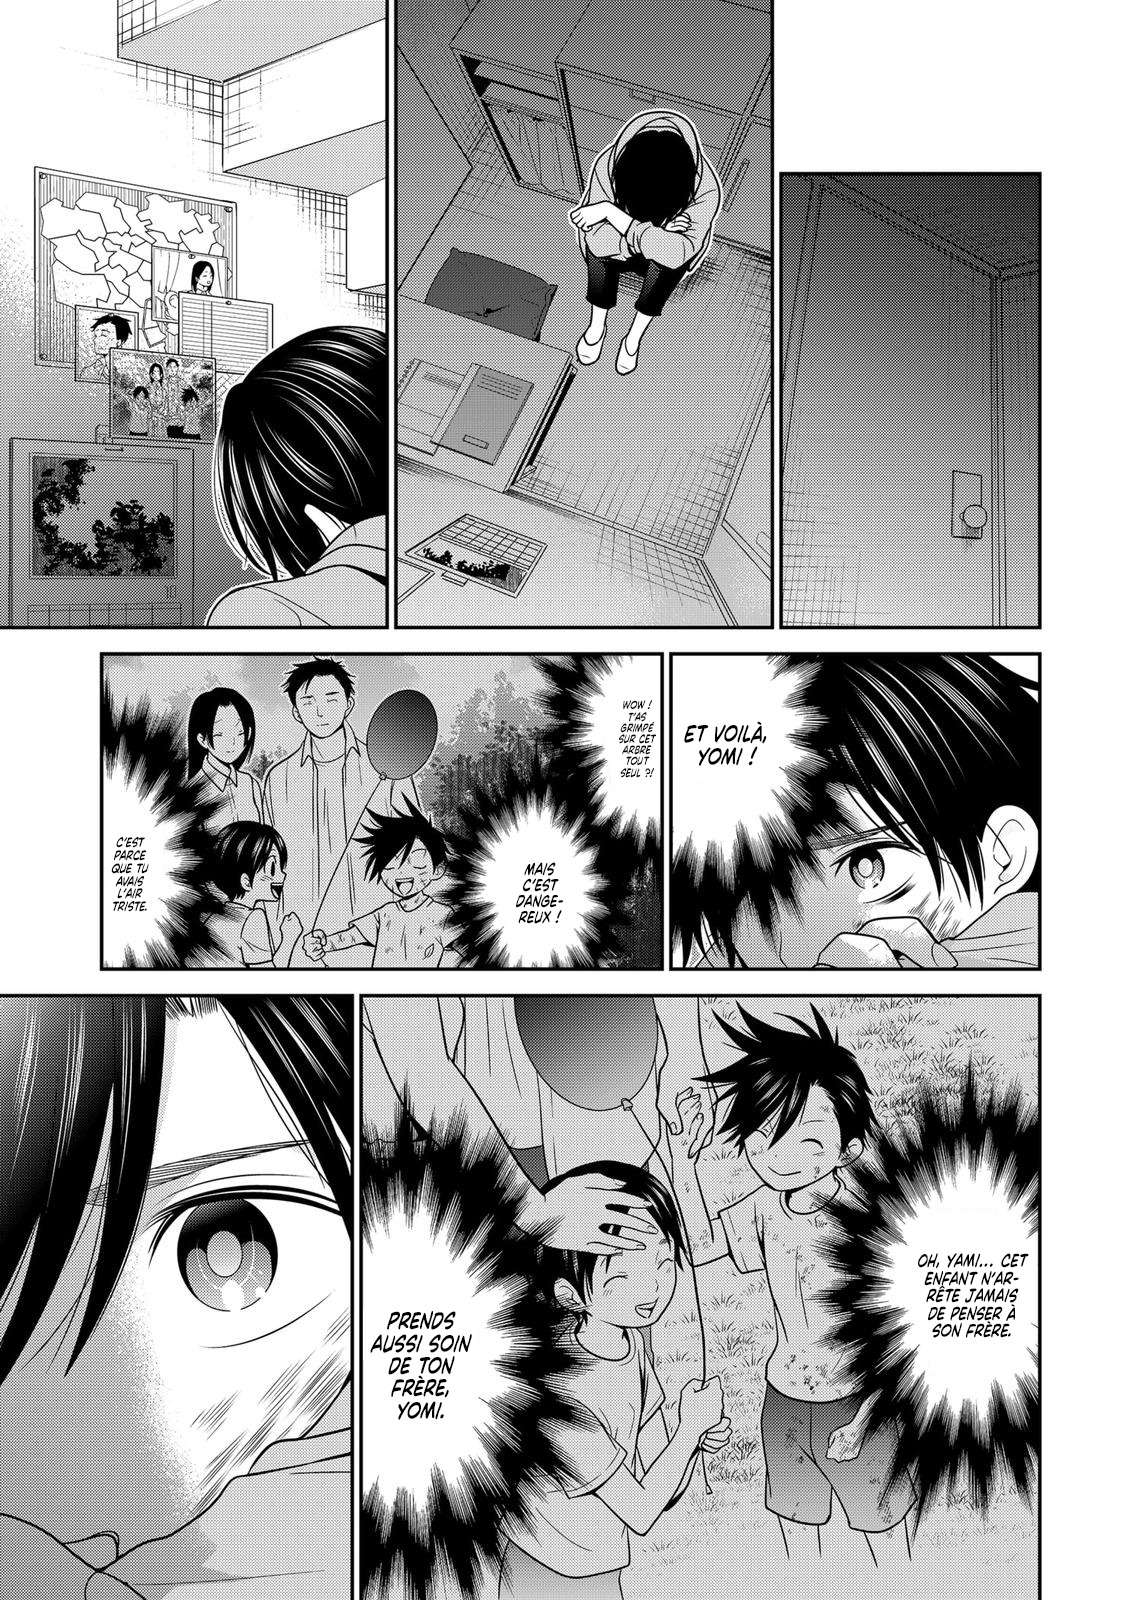 ET VOILÀ,
YOMI !
WOW !
T'AS
GRIMPÉ
SUR CET
ARBRE
TOUT
SEUL ?!
MAIS
C'EST
DANGE-
REUX !
C'EST
PARCE
QUE TU
AVAIS
L'AIR
TRISTE.
OH, YAMI... CET
ENFANT N'AR-
RÊTE JAMAIS
DE PENSER À
SON FRÈRE.
PRENDS
AUSSI SOIN
DE TON
FRÈRE,
YOMI.